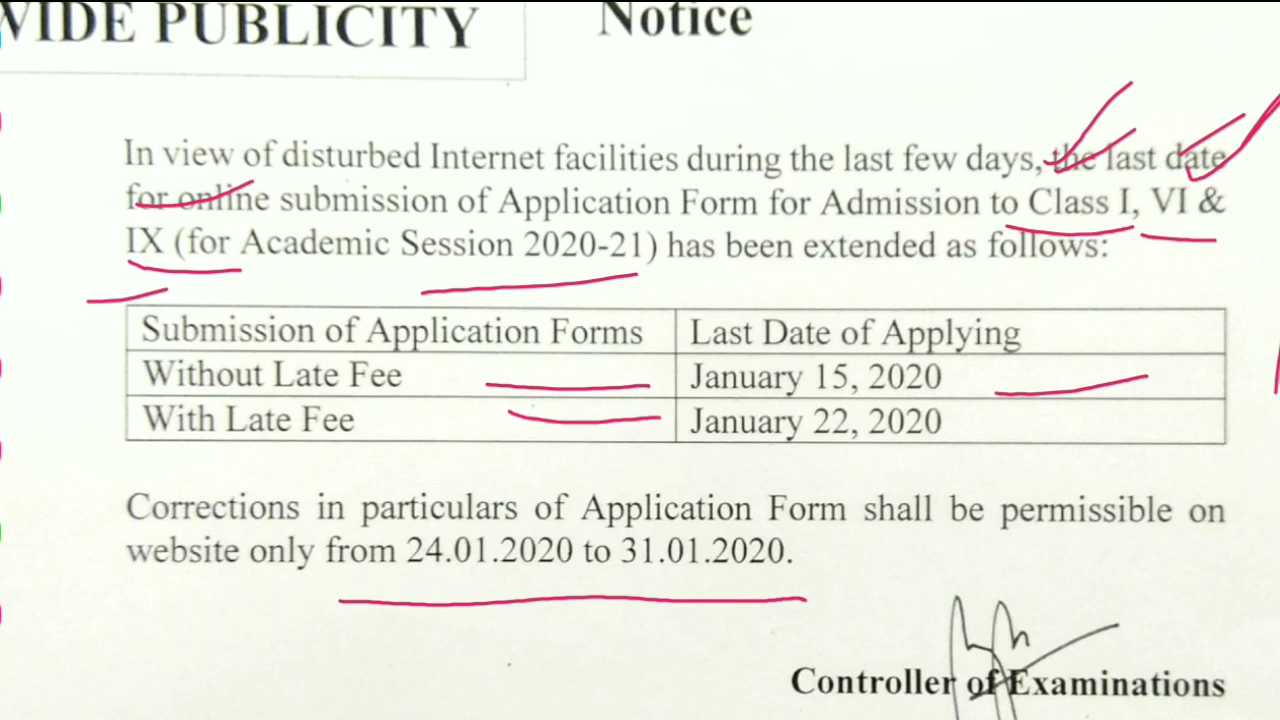 WIDE PUBLICITY
Notice
In view of disturbed Internet facilities during the last few days, the last date
for online submission of Application Form for Admission to Class I, VI &
IX (for Academic Session 2020-21) has been extended as follows:
Submission of Application Forms Last Date of Applying
Without Late Fee January 15, 2020
With Late Fee January 22, 2020
Corrections in particulars of Application Form shall be permissible on
website only from 24.01.2020 to 31.01.2020.
Controller of Examinations